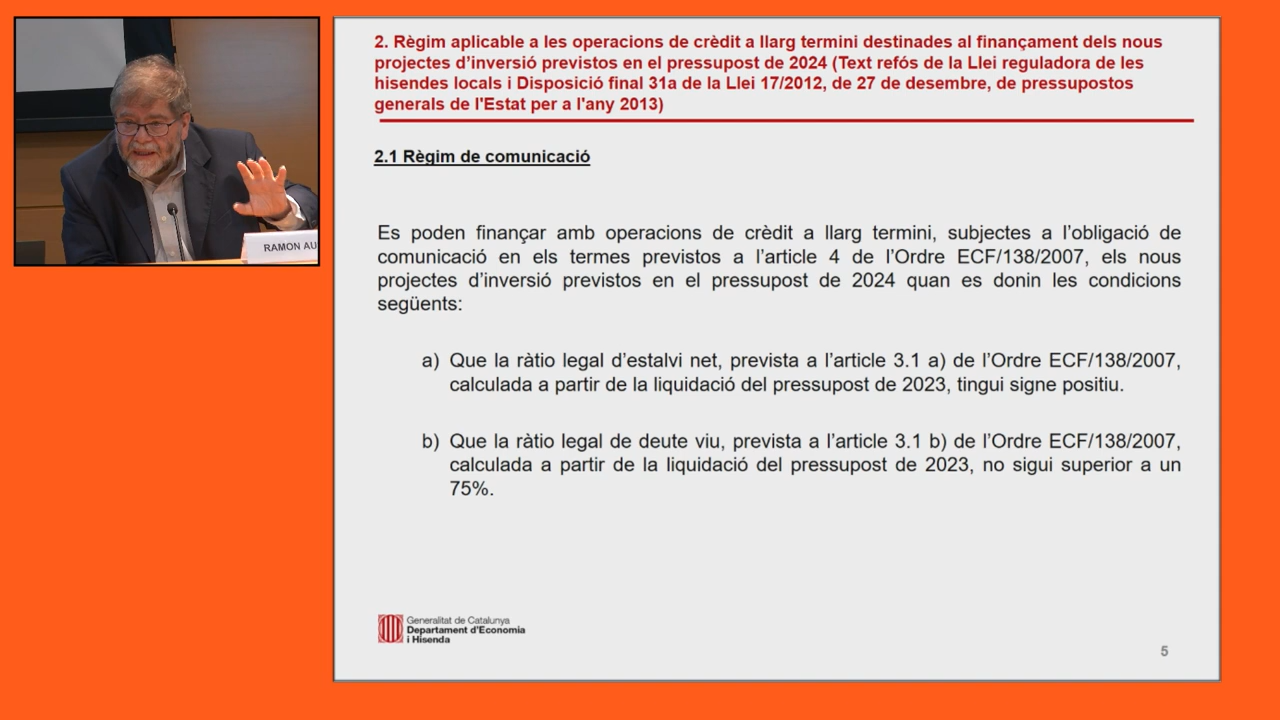 2. Règim aplicable a les operacions de crèdit a llarg termini destinades al finançament dels nous
projectes d'inversió previstos en el pressupost de 2024 (Text refós de la Llei reguladora de les
hisendes locals i Disposició final 31a de la Llei 17/2012, de 27 de desembre, de pressupostos
generals de l'Estat per a l'any 2013)
2.1 Règim de comunicació
Es poden finançar amb operacions de crèdit a llarg termini, subjectes a l'obligació de
comunicació en els termes previstos a l'article 4 de l'Ordre ECF/138/2007, els nous
projectes d'inversió previstos en el pressupost de 2024 quan es donin les condicions
següents:
a) Que la ràtio legal d'estalvi net, prevista a l'article 3.1 a) de l'Ordre ECF/138/2007,
calculada a partir de la liquidació del pressupost de 2023, tingui signe positiu.
b) Que la ràtio legal de deute viu, prevista a l'article 3.1 b) de l'Ordre ECF/138/2007,
calculada a partir de la liquidació del pressupost de 2023, no sigui superior a un
75%.
RAMON AU
Generalitat de Catalunya
Departament d'Economia
i Hisenda
5